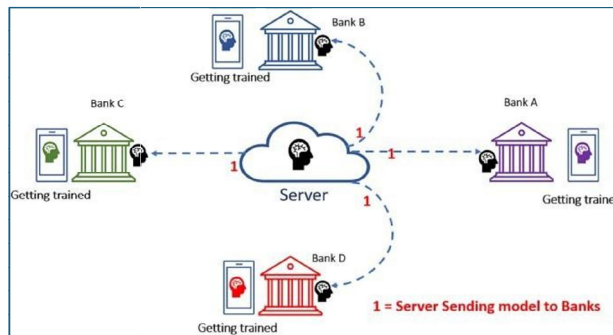 Bank B
Getting trained
Bank C
Bank A
1
1
1
Getting trained
Server
1
Getting traine
Bank D
1 = Server Sending model to Banks
Getting trained